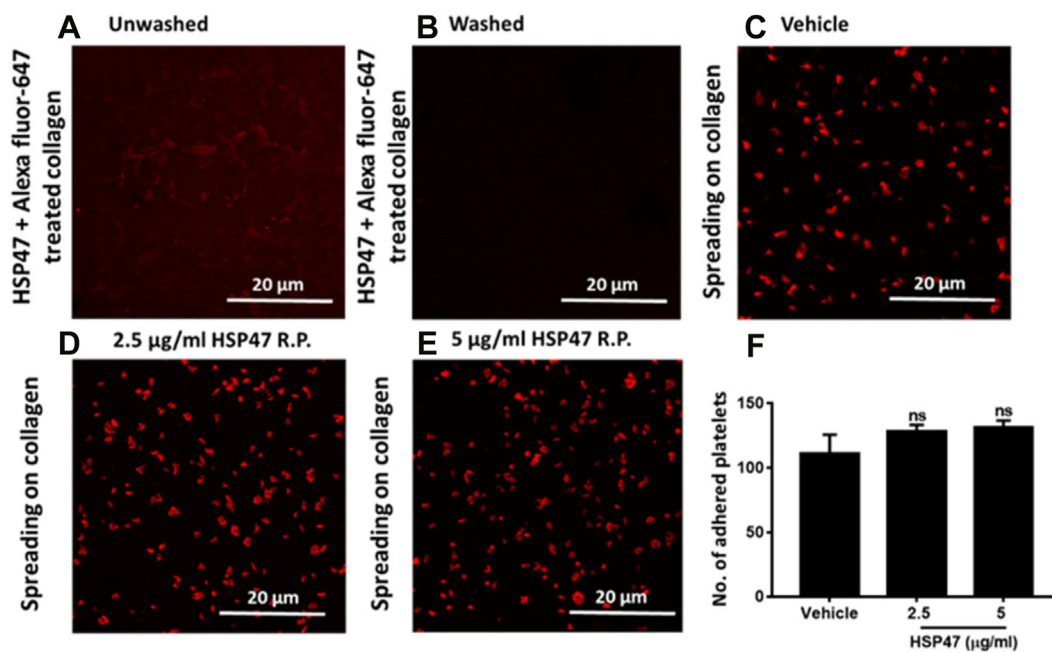 A Unwashed
HSP47 + Alexa fluor-647
treated collagen
20 µm
B Washed
HSP47 + Alexa fluor-647
treated collagen
20 µm
C Vehicle
Spreading on collagen
20 µm
D 2.5 µg/ml HSP47 R.P.
Spreading on collagen
20 µm
E 5 µg/ml HSP47 R.P.
Spreading on collagen
20 µm
F
No. of adhered platelets
150
100
50
0
ns
ns
Vehicle 2.5 5
HSP47 (µg/ml)